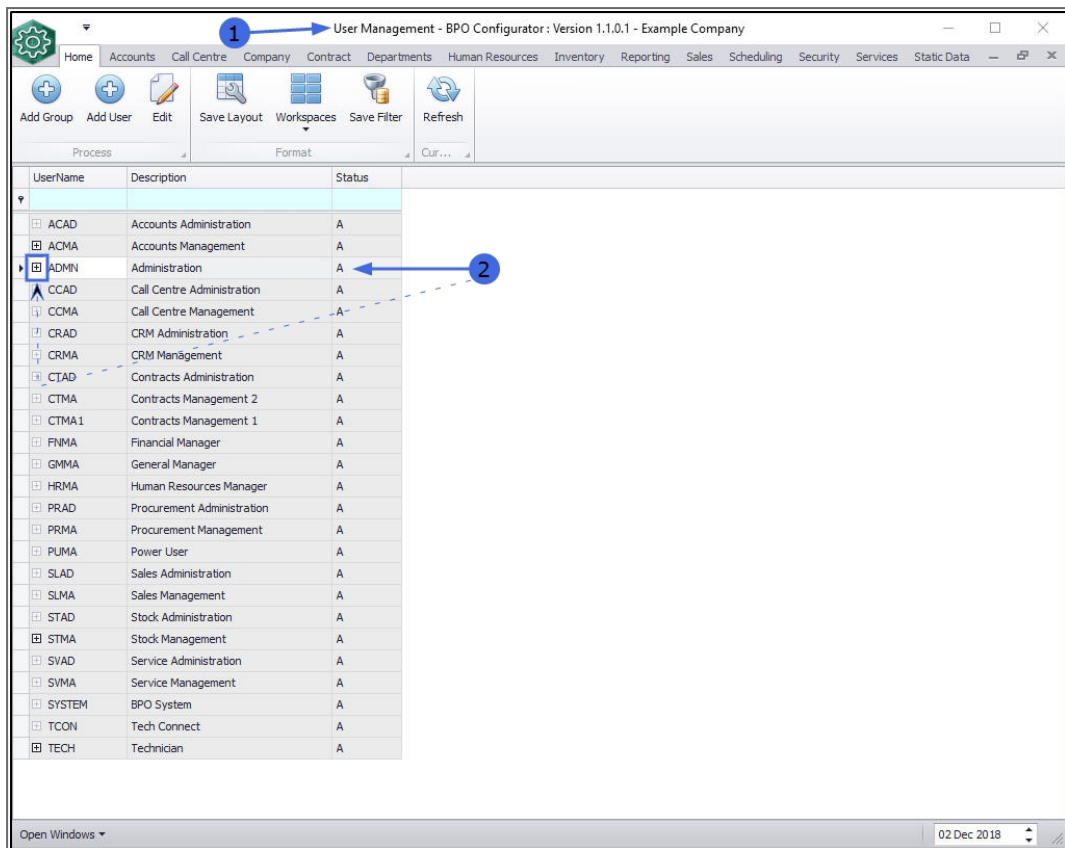 1
User Management - BPO Configurator : Version 1.1.0.1 - Example Company
Home Accounts Call Centre Company Contract Departments Human Resources Inventory Reporting Sales Scheduling Security Services Static Data
Add Group Add User Edit Save Layout Workspaces Save Filter Refresh
Process Format Cur...
UserName Description Status
ACAD Accounts Administration A
ACMA Accounts Management A
ADMN Administration A 2
CCAD Call Centre Administration A
CCMA Call Centre Management A
CRAD CRM Administration A
CRMA CRM Management A
CTAD Contracts Administration A
CTMA Contracts Management 2 A
CTMA1 Contracts Management 1 A
FNMA Financial Manager A
GMMA General Manager A
HRMA Human Resources Manager A
PRAD Procurement Administration A
PRMA Procurement Management A
PUMA Power User A
SLAD Sales Administration A
SLMA Sales Management A
STAD Stock Administration A
STMA Stock Management A
SVAD Service Administration A
SVMA Service Management A
SYSTEM BPO System A
TCON Tech Connect A
TECH Technician A
Open Windows 02 Dec 2018